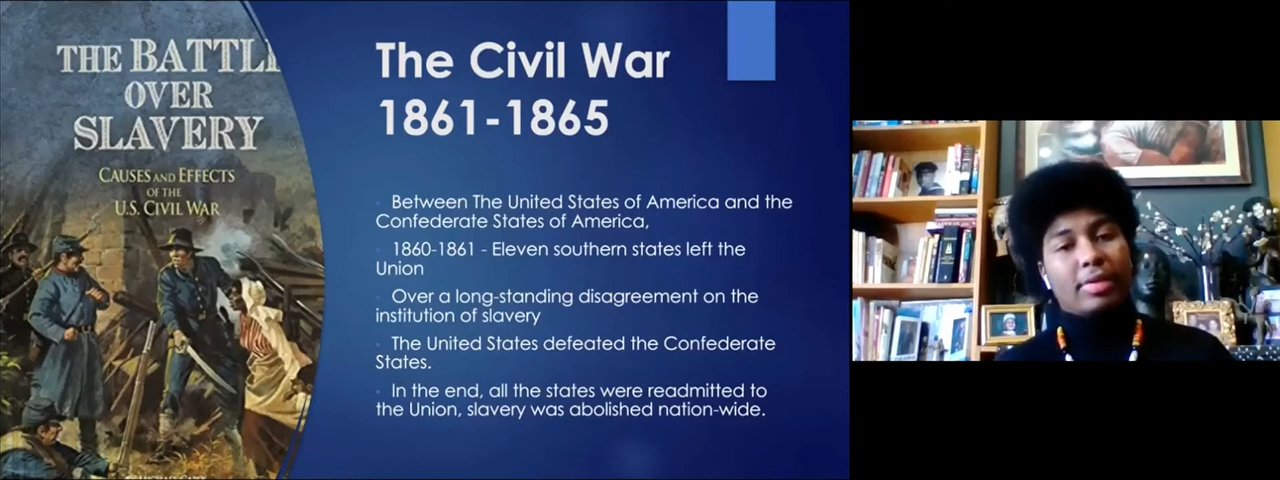 THE BATTL
OVER
SLAVERY
CAUSES AND EFFECTS
OF THE
U.S. CIVIL WAR
The Civil War
1861-1865
Between The United States of America and the
Confederate States of America,
1860-1861 - Eleven southern states left the
Union
Over a long-standing disagreement on the
institution of slavery
The United States defeated the Confederate
States.
In the end, all the states were readmitted to
the Union, slavery was abolished nation-wide.